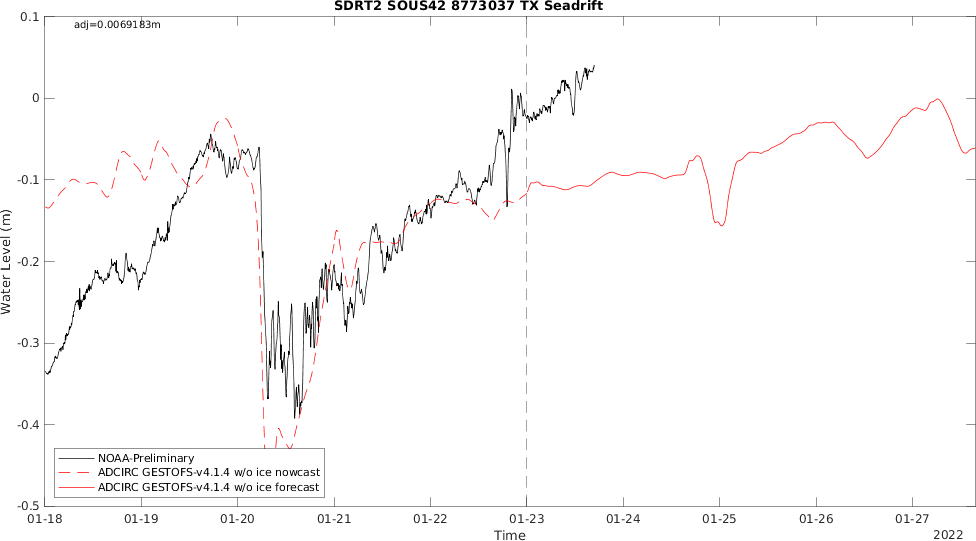 SDRT2 SOUS42 8773037 TX Seadrift
adj=0.0069183m
0.1
0
-0.1
-0.2
-0.3
-0.4
-0.5
Water Level (m)
NOAA-Preliminary
ADCIRC GESTOFS-v4.1.4 w/o ice nowcast
ADCIRC GESTOFS-v4.1.4 w/o ice forecast
01-18 01-19 01-20 01-21 01-22 01-23 01-24 01-25 01-26 01-27
Time
2022